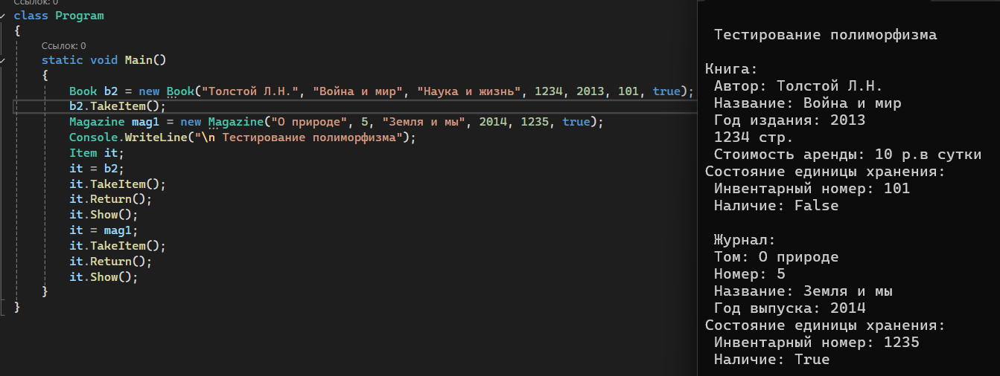 Ссылок: 0
class Program
{
Ссылок: 0
static void Main()
{
Book b2 = new Book("Толстой Л.Н.", "Война и мир", "Наука и жизнь", 1234, 2013, 101, true);
b2.TakeItem();
Magazine mag1 = new Magazine("О природе", 5, "Земля и мы", 2014, 1235, true);
Console.WriteLine("\n Тестирование полиморфизма");
Item it;
it = b2;
it.TakeItem();
it.Return();
it.Show();
it = mag1;
it.TakeItem();
it.Return();
it.Show();
}
}
Тестирование полиморфизма
Книга:
Автор: Толстой Л.Н.
Название: Война и мир
Год издания: 2013
1234 стр.
Стоимость аренды: 10 р.в сутки
Состояние единицы хранения:
Инвентарный номер: 101
Наличие: False
Журнал:
Том: О природе
Номер: 5
Название: Земля и мы
Год выпуска: 2014
Состояние единицы хранения:
Инвентарный номер: 1235
Наличие: True